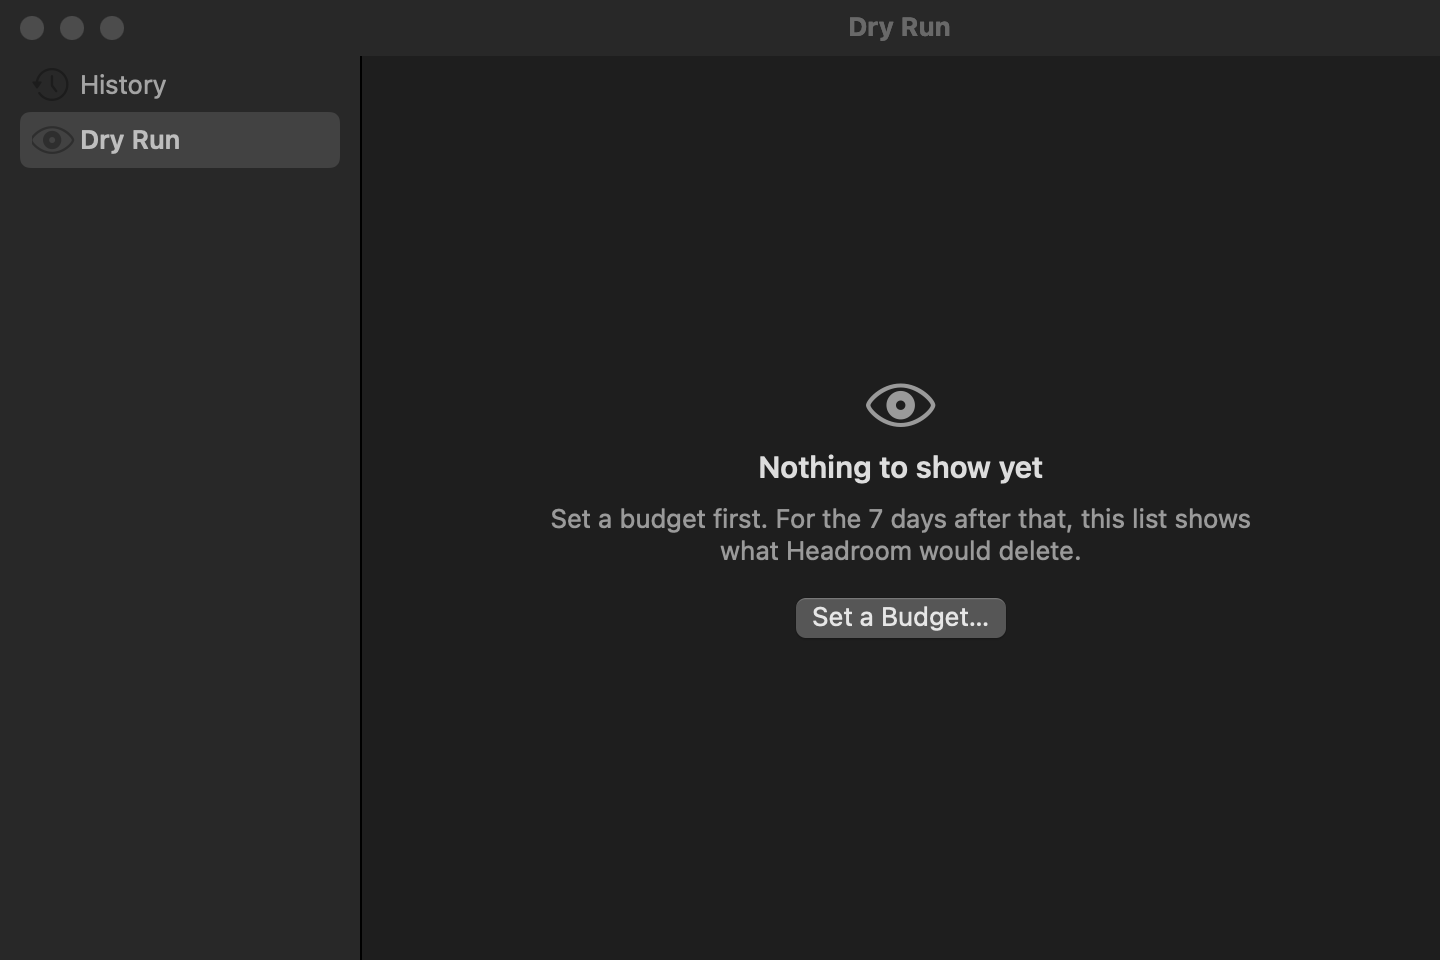 Dry Run
History
Dry Run
Nothing to show yet
Set a budget first. For the 7 days after that, this list shows
what Headroom would delete.
Set a Budget...